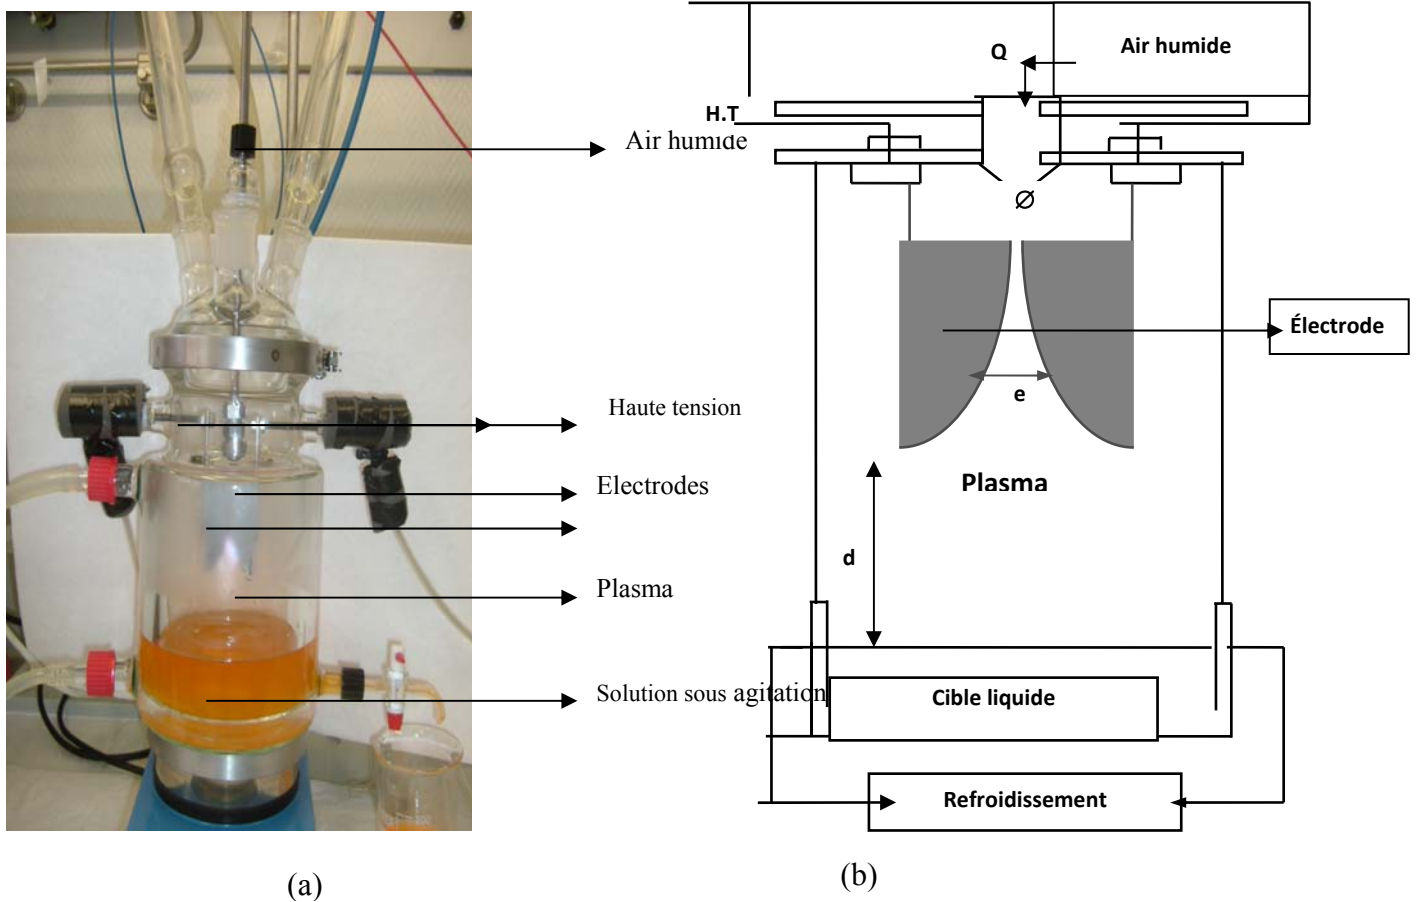 Air humide
Haute tension
Electrodes
Plasma
Solution sous agitation
(a)
Q
Air humide
H.T
Ø
Électrode
e
Plasma
d
Cible liquide
Refroidissement
(b)